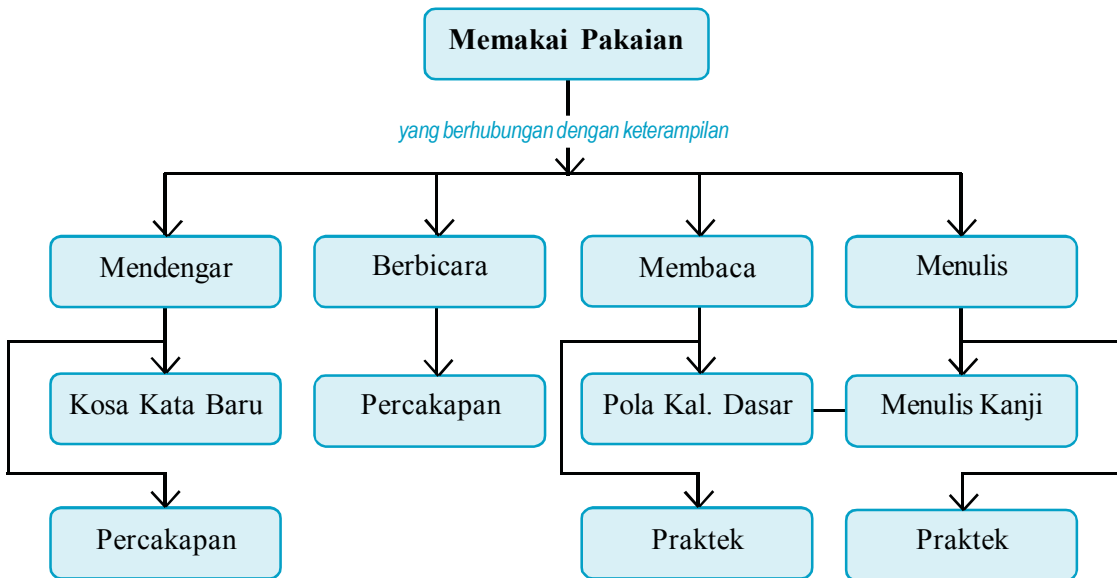 Memakai Pakaian
yang berhubungan dengan keterampilan
Mendengar
Berbicara
Membaca
Menulis
Kosa Kata Baru
Percakapan
Pola Kal. Dasar
Menulis Kanji
Percakapan
Praktek
Praktek